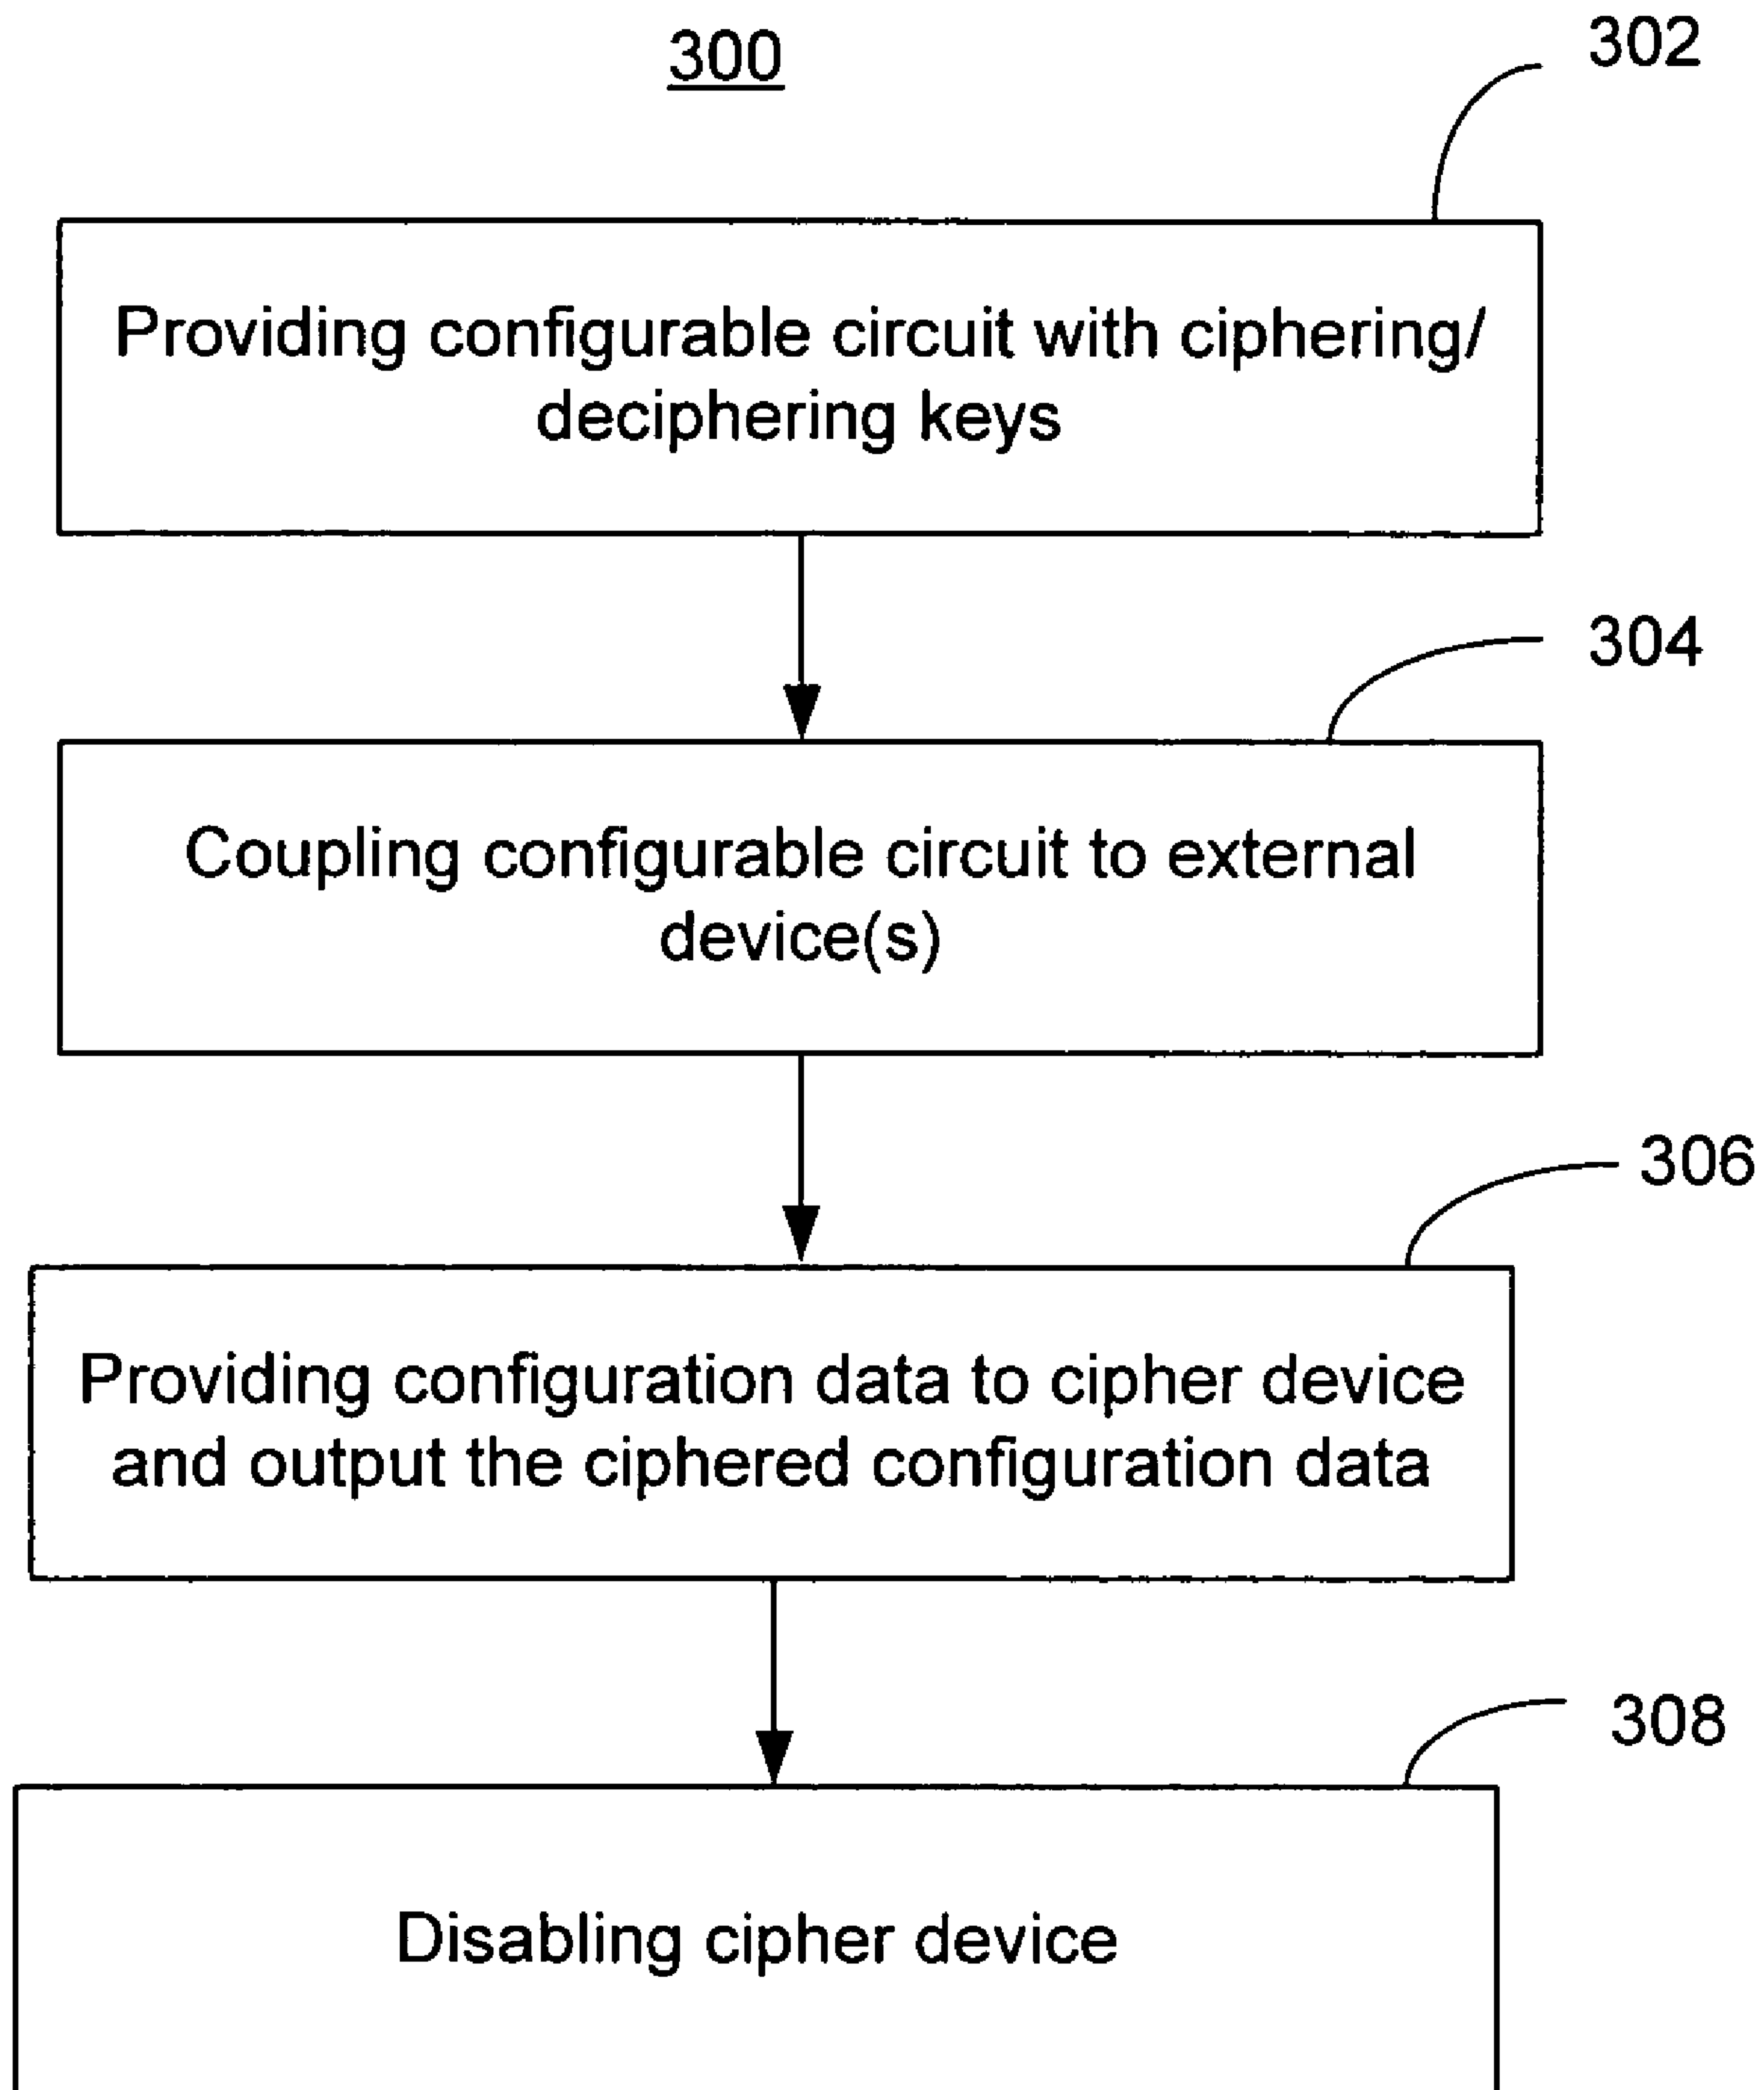 300
302
Providing configurable circuit with ciphering/
deciphering keys
304
Coupling configurable circuit to external
device(s)
306
Providing configuration data to cipher device
and output the ciphered configuration data
308
Disabling cipher device